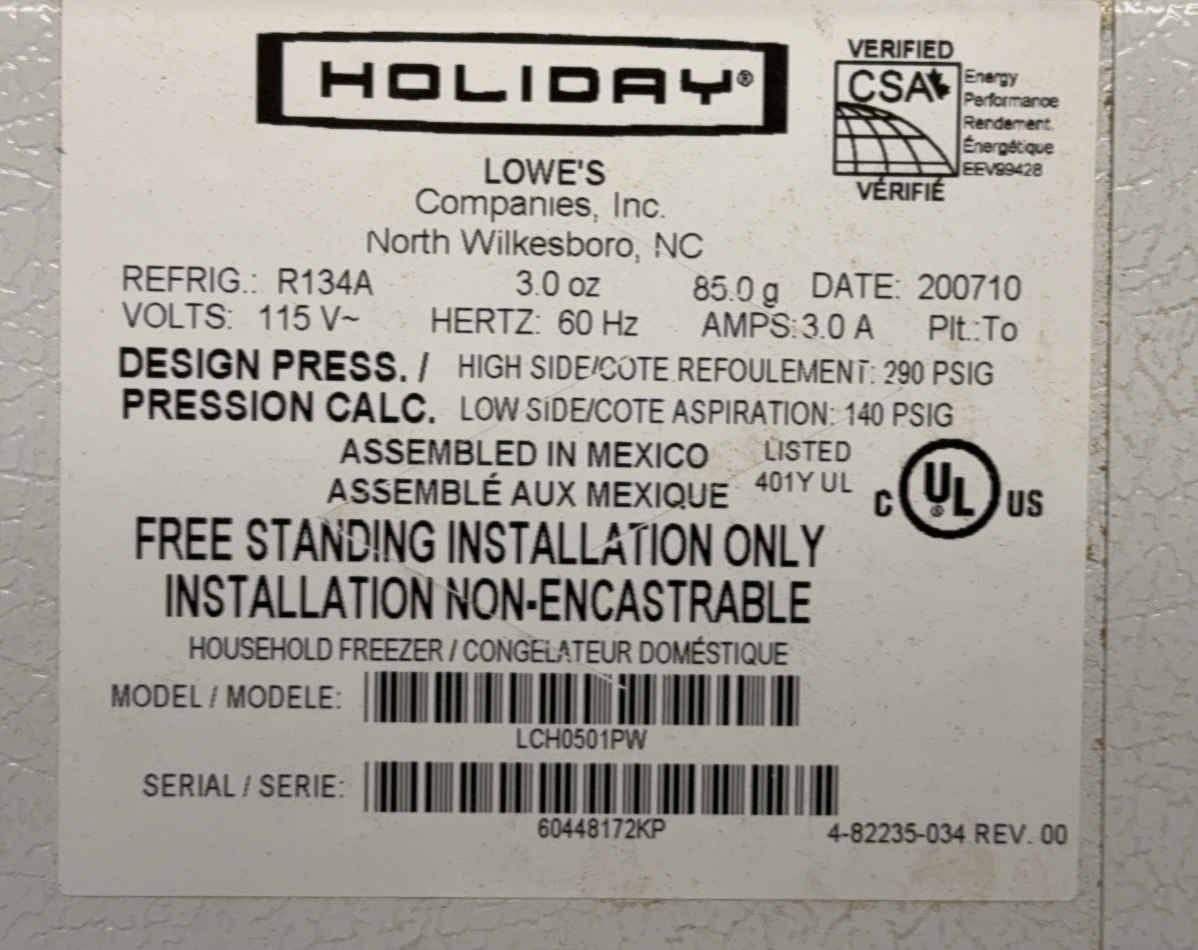 HOLIDAY®
VERIFIED
CSA
Energy
Performance
Rendement
Énergétique
EEV99428
VÉRIFIÉ
LOWE'S
Companies, Inc.
North Wilkesboro, NC
REFRIG.: R134A 3.0 oz 85.0 g DATE: 200710
VOLTS: 115 V~ HERTZ: 60 Hz AMPS: 3.0 A Plt.:To
DESIGN PRESS. / HIGH SIDE/COTE REFOULEMENT: 290 PSIG
PRESSION CALC. LOW SIDE/COTE ASPIRATION: 140 PSIG
ASSEMBLED IN MEXICO LISTED
ASSEMBLÉ AUX MEXIQUE 401Y UL
C UL® US
FREE STANDING INSTALLATION ONLY
INSTALLATION NON-ENCASTRABLE
HOUSEHOLD FREEZER / CONGELATEUR DOMÉSTIQUE
MODEL / MODELE:
LCH0501PW
SERIAL / SERIE:
60448172KP
4-82235-034 REV. 00